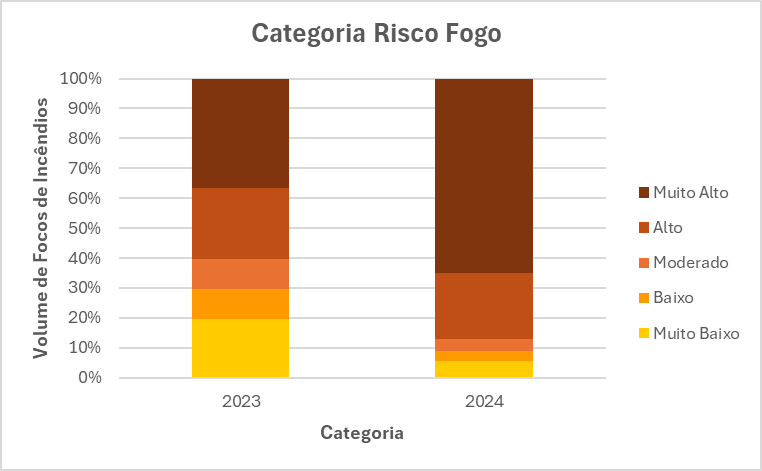 Categoria Risco Fogo
Volume de Focos de Incêndios
100%
90%
80%
70%
60%
50%
40%
30%
20%
10%
0%
2023
2024
Categoria
Muito Alto
Alto
Moderado
Baixo
Muito Baixo